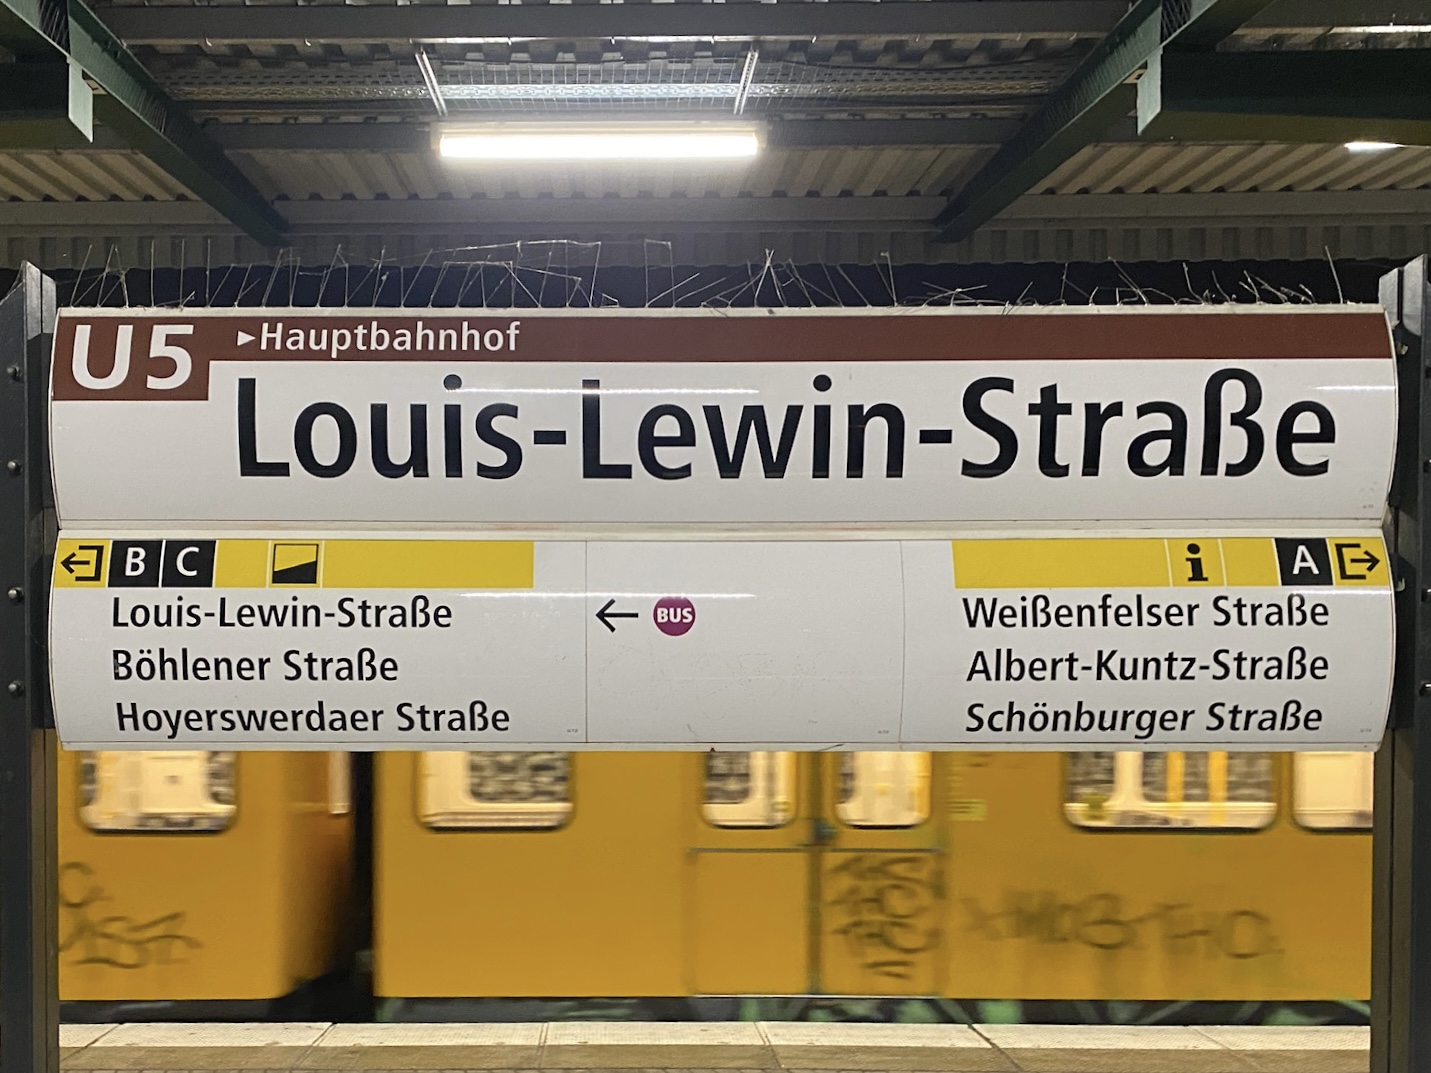 U5
▸Hauptbahnhof
Louis-Lewin-Straße
B C
Louis-Lewin-Straße
Böhlener Straße
Hoyerswerdaer Straße
← BUS
i A
Weißenfelser Straße
Albert-Kuntz-Straße
Schönburger Straße